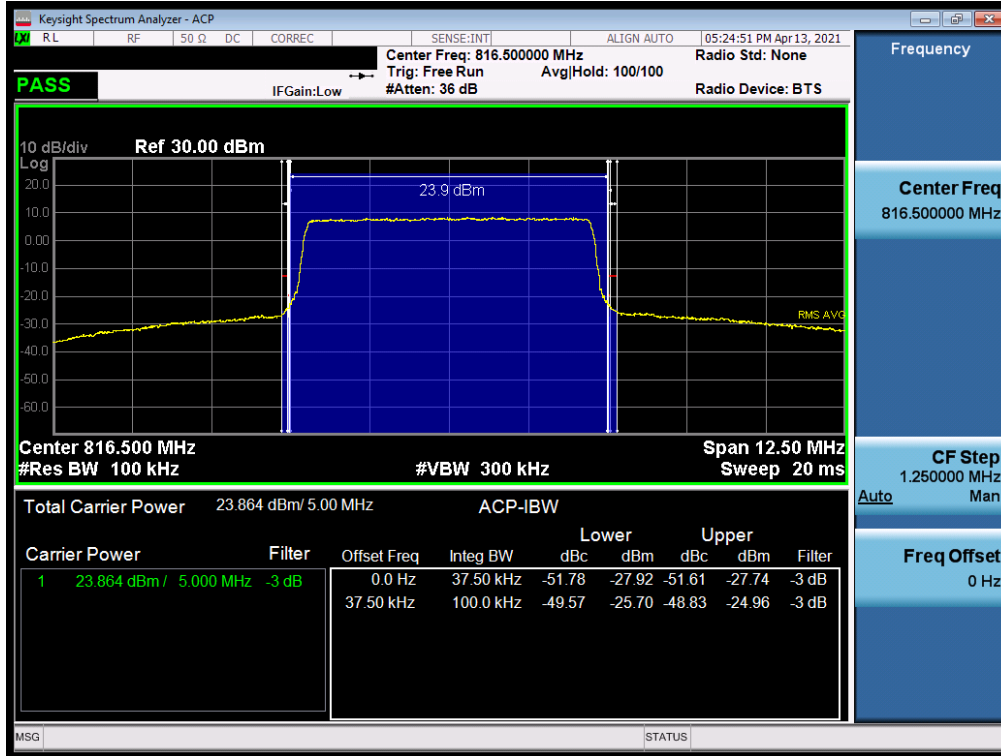 Keysight Spectrum Analyzer - ACP
LXI RL RF 50 Ω DC CORREC SENSE:INT ALIGN AUTO 05:24:51 PM Apr 13, 2021
Center Freq: 816.500000 MHz Radio Std: None
Trig: Free Run Avg|Hold: 100/100
PASS IFGain:Low #Atten: 36 dB Radio Device: BTS
10 dB/div Ref 30.00 dBm
Log
20.0
10.0
0.00
-10.0
-20.0
-30.0
-40.0
-50.0
-60.0
23.9 dBm
RMS AVG
Center 816.500 MHz Span 12.50 MHz
#Res BW 100 kHz #VBW 300 kHz Sweep 20 ms
Total Carrier Power 23.864 dBm/ 5.00 MHz ACP-IBW
Lower Upper
Carrier Power Filter Offset Freq Integ BW dBc dBm dBc dBm Filter
1 23.864 dBm / 5.000 MHz -3 dB 0.0 Hz 37.50 kHz -51.78 -27.92 -51.61 -27.74 -3 dB
37.50 kHz 100.0 kHz -49.57 -25.70 -48.83 -24.96 -3 dB
MSG STATUS
Frequency
Center Freq
816.500000 MHz
CF Step
1.250000 MHz
Auto Man
Freq Offset
0 Hz